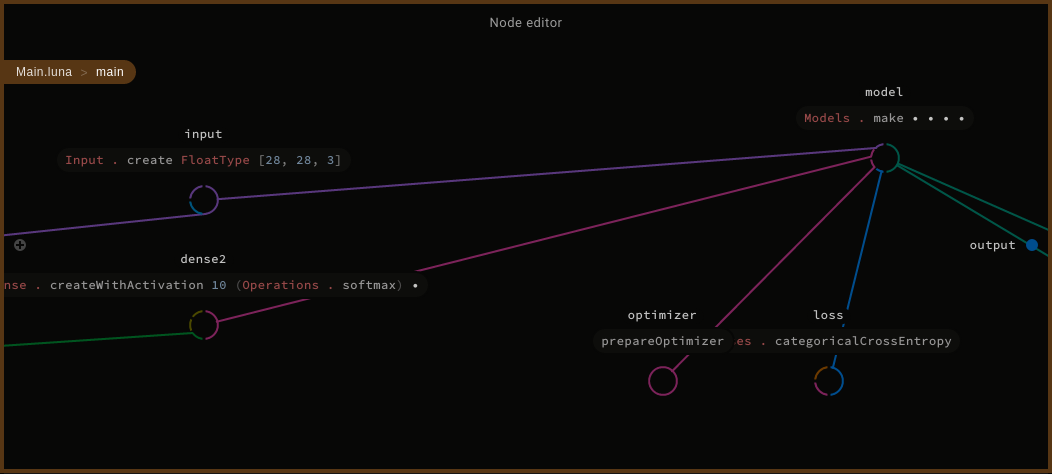 Node editor
Main.luna > main
model
Models . make • • • •
input
Input . create FloatType [28, 28, 3]
output
dense2
nse . createWithActivation 10 (Operations . softmax) •
optimizer
prepareOptimizer
loss
es . categoricalCrossEntropy